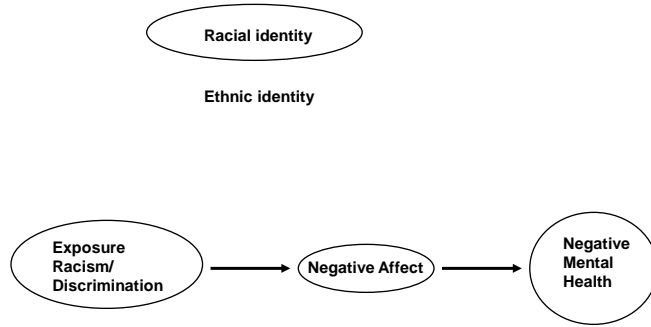 Racial identity
Ethnic identity
Exposure
Racism/
Discrimination
Negative Affect
Negative
Mental
Health